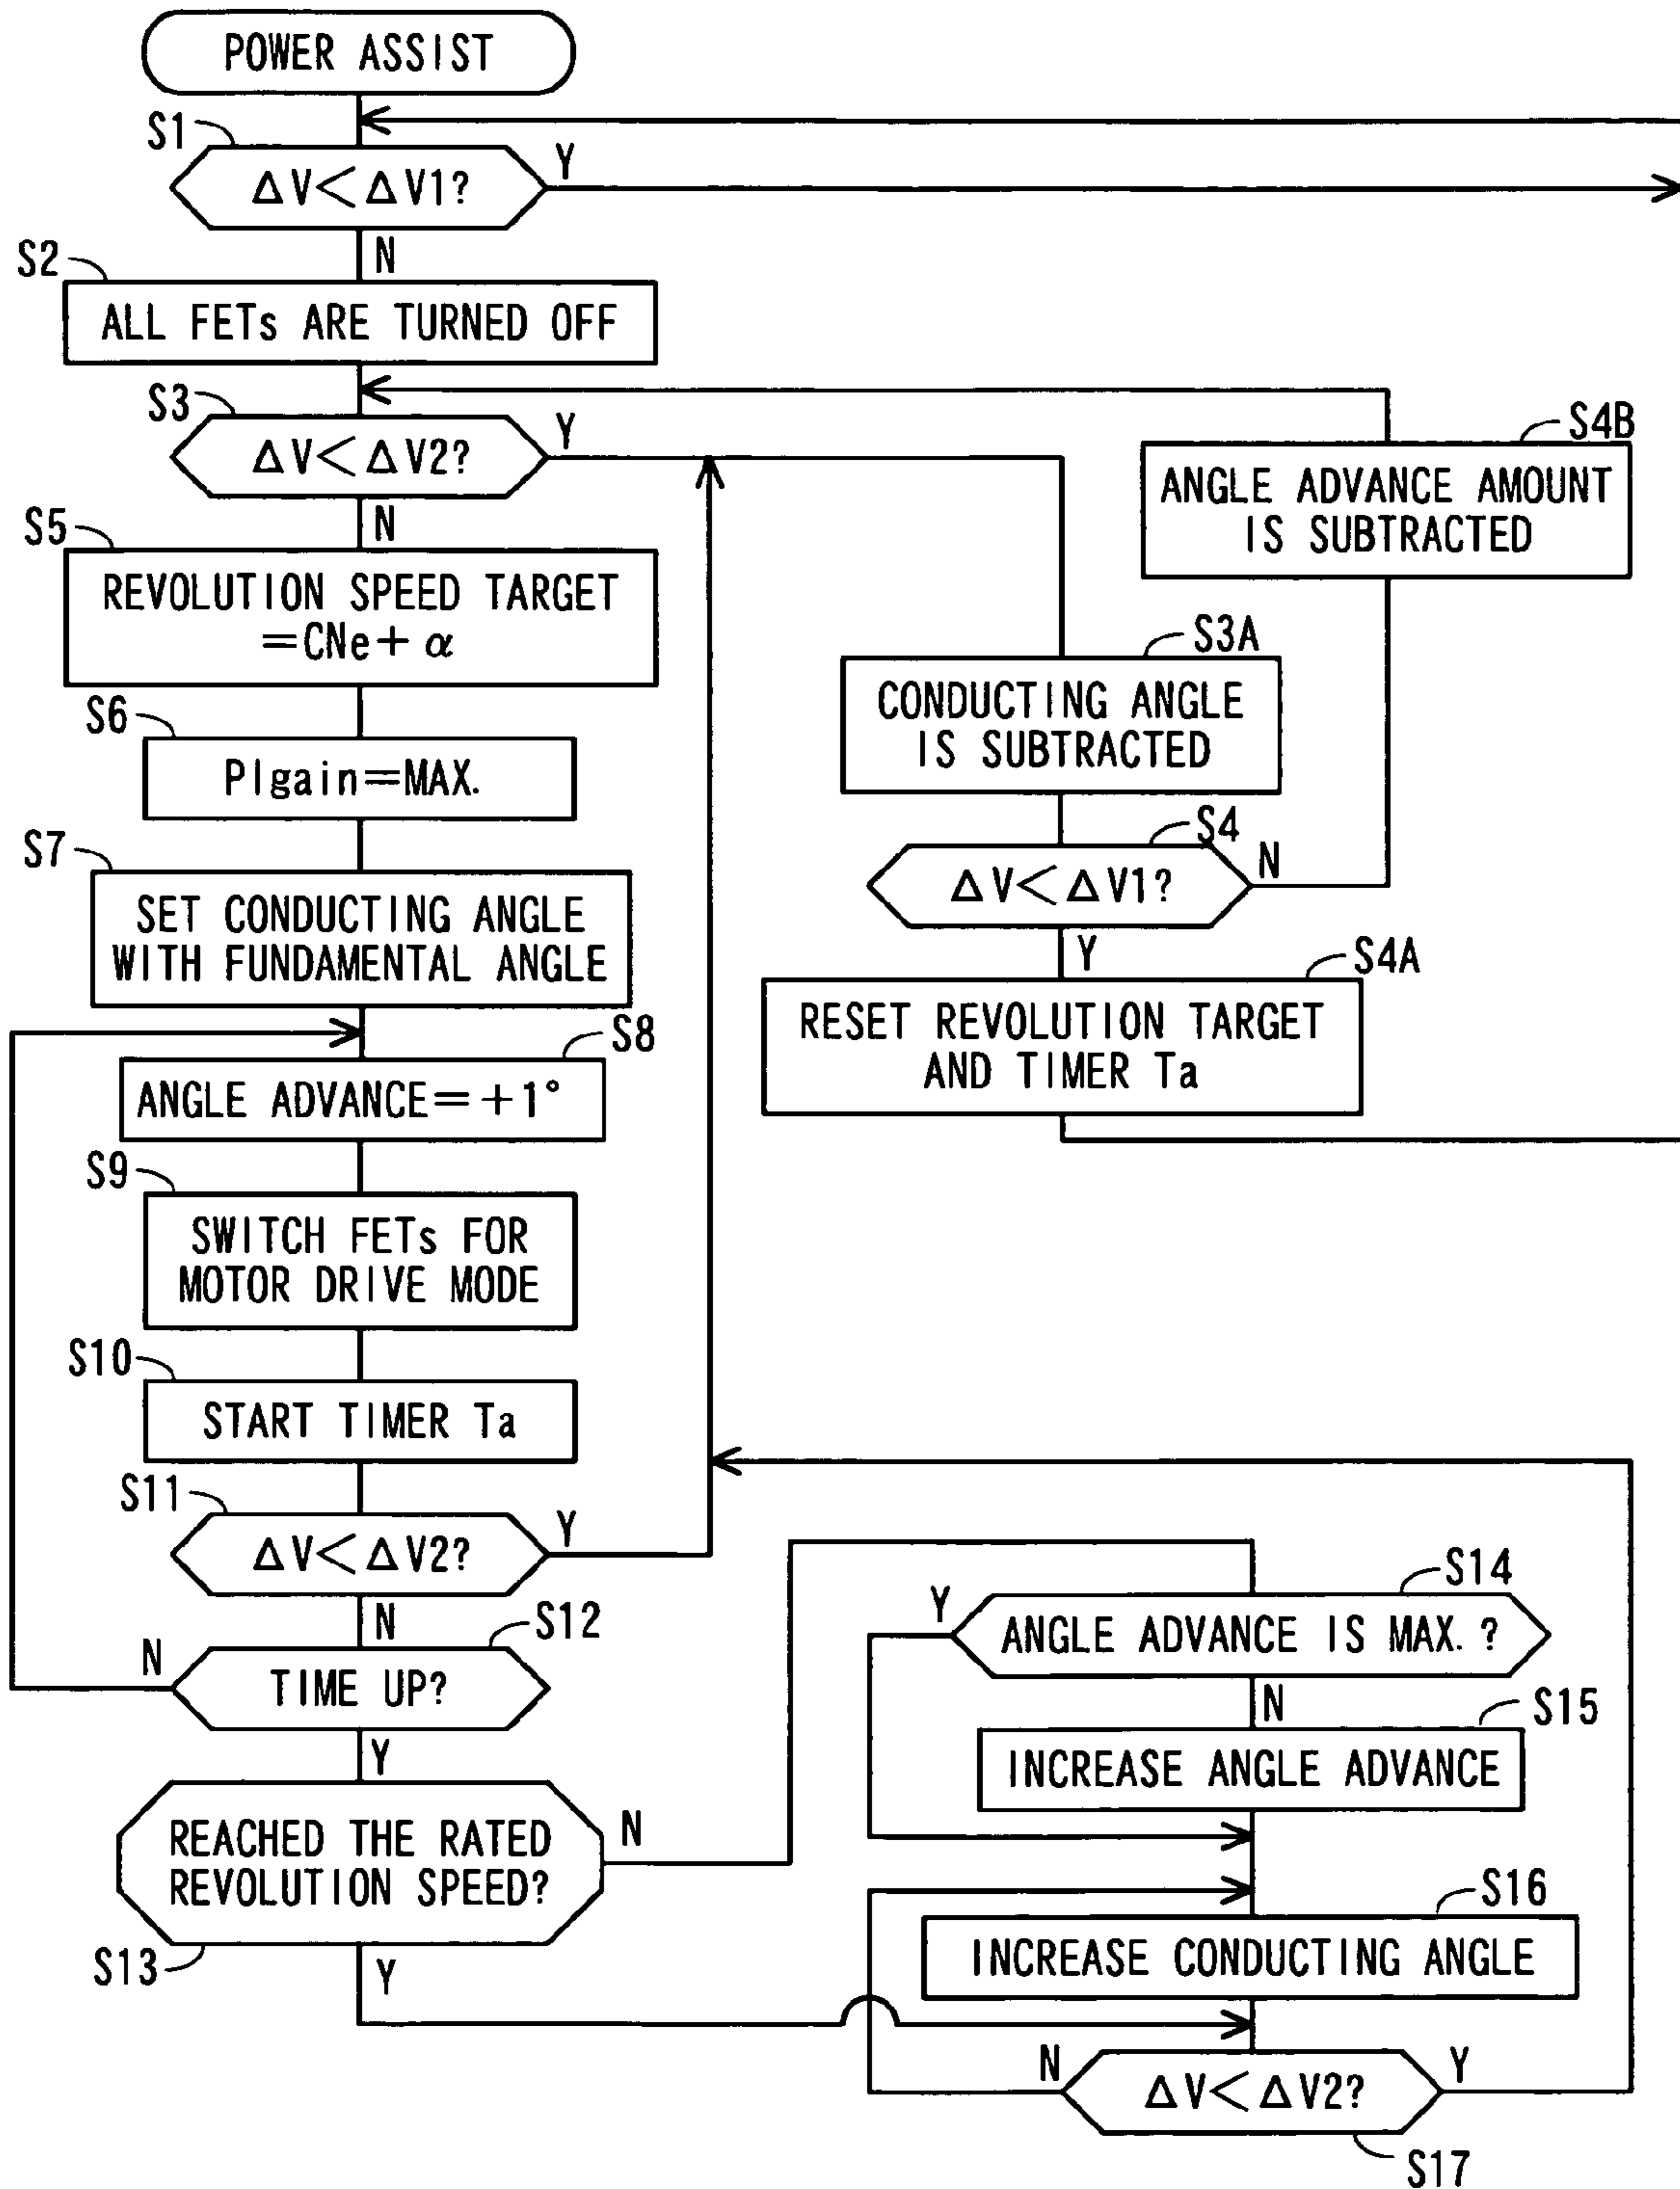 POWER ASSIST
S1
ΔV<ΔV1?
Y
N
S2
ALL FETs ARE TURNED OFF
S3
ΔV<ΔV2?
Y
N
S4B
ANGLE ADVANCE AMOUNT
IS SUBTRACTED
S5
REVOLUTION SPEED TARGET
=CNe+α
S3A
CONDUCTING ANGLE
IS SUBTRACTED
S6
PIgain=MAX.
S4
ΔV<ΔV1?
N
Y
S7
SET CONDUCTING ANGLE
WITH FUNDAMENTAL ANGLE
S4A
RESET REVOLUTION TARGET
AND TIMER Ta
S8
ANGLE ADVANCE=+1°
S9
SWITCH FETs FOR
MOTOR DRIVE MODE
S10
START TIMER Ta
S11
ΔV<ΔV2?
Y
N
S12
N
TIME UP?
Y
REACHED THE RATED
REVOLUTION SPEED?
N
S13
Y
S14
Y
ANGLE ADVANCE IS MAX.?
N
S15
INCREASE ANGLE ADVANCE
S16
INCREASE CONDUCTING ANGLE
N
ΔV<ΔV2?
Y
S17